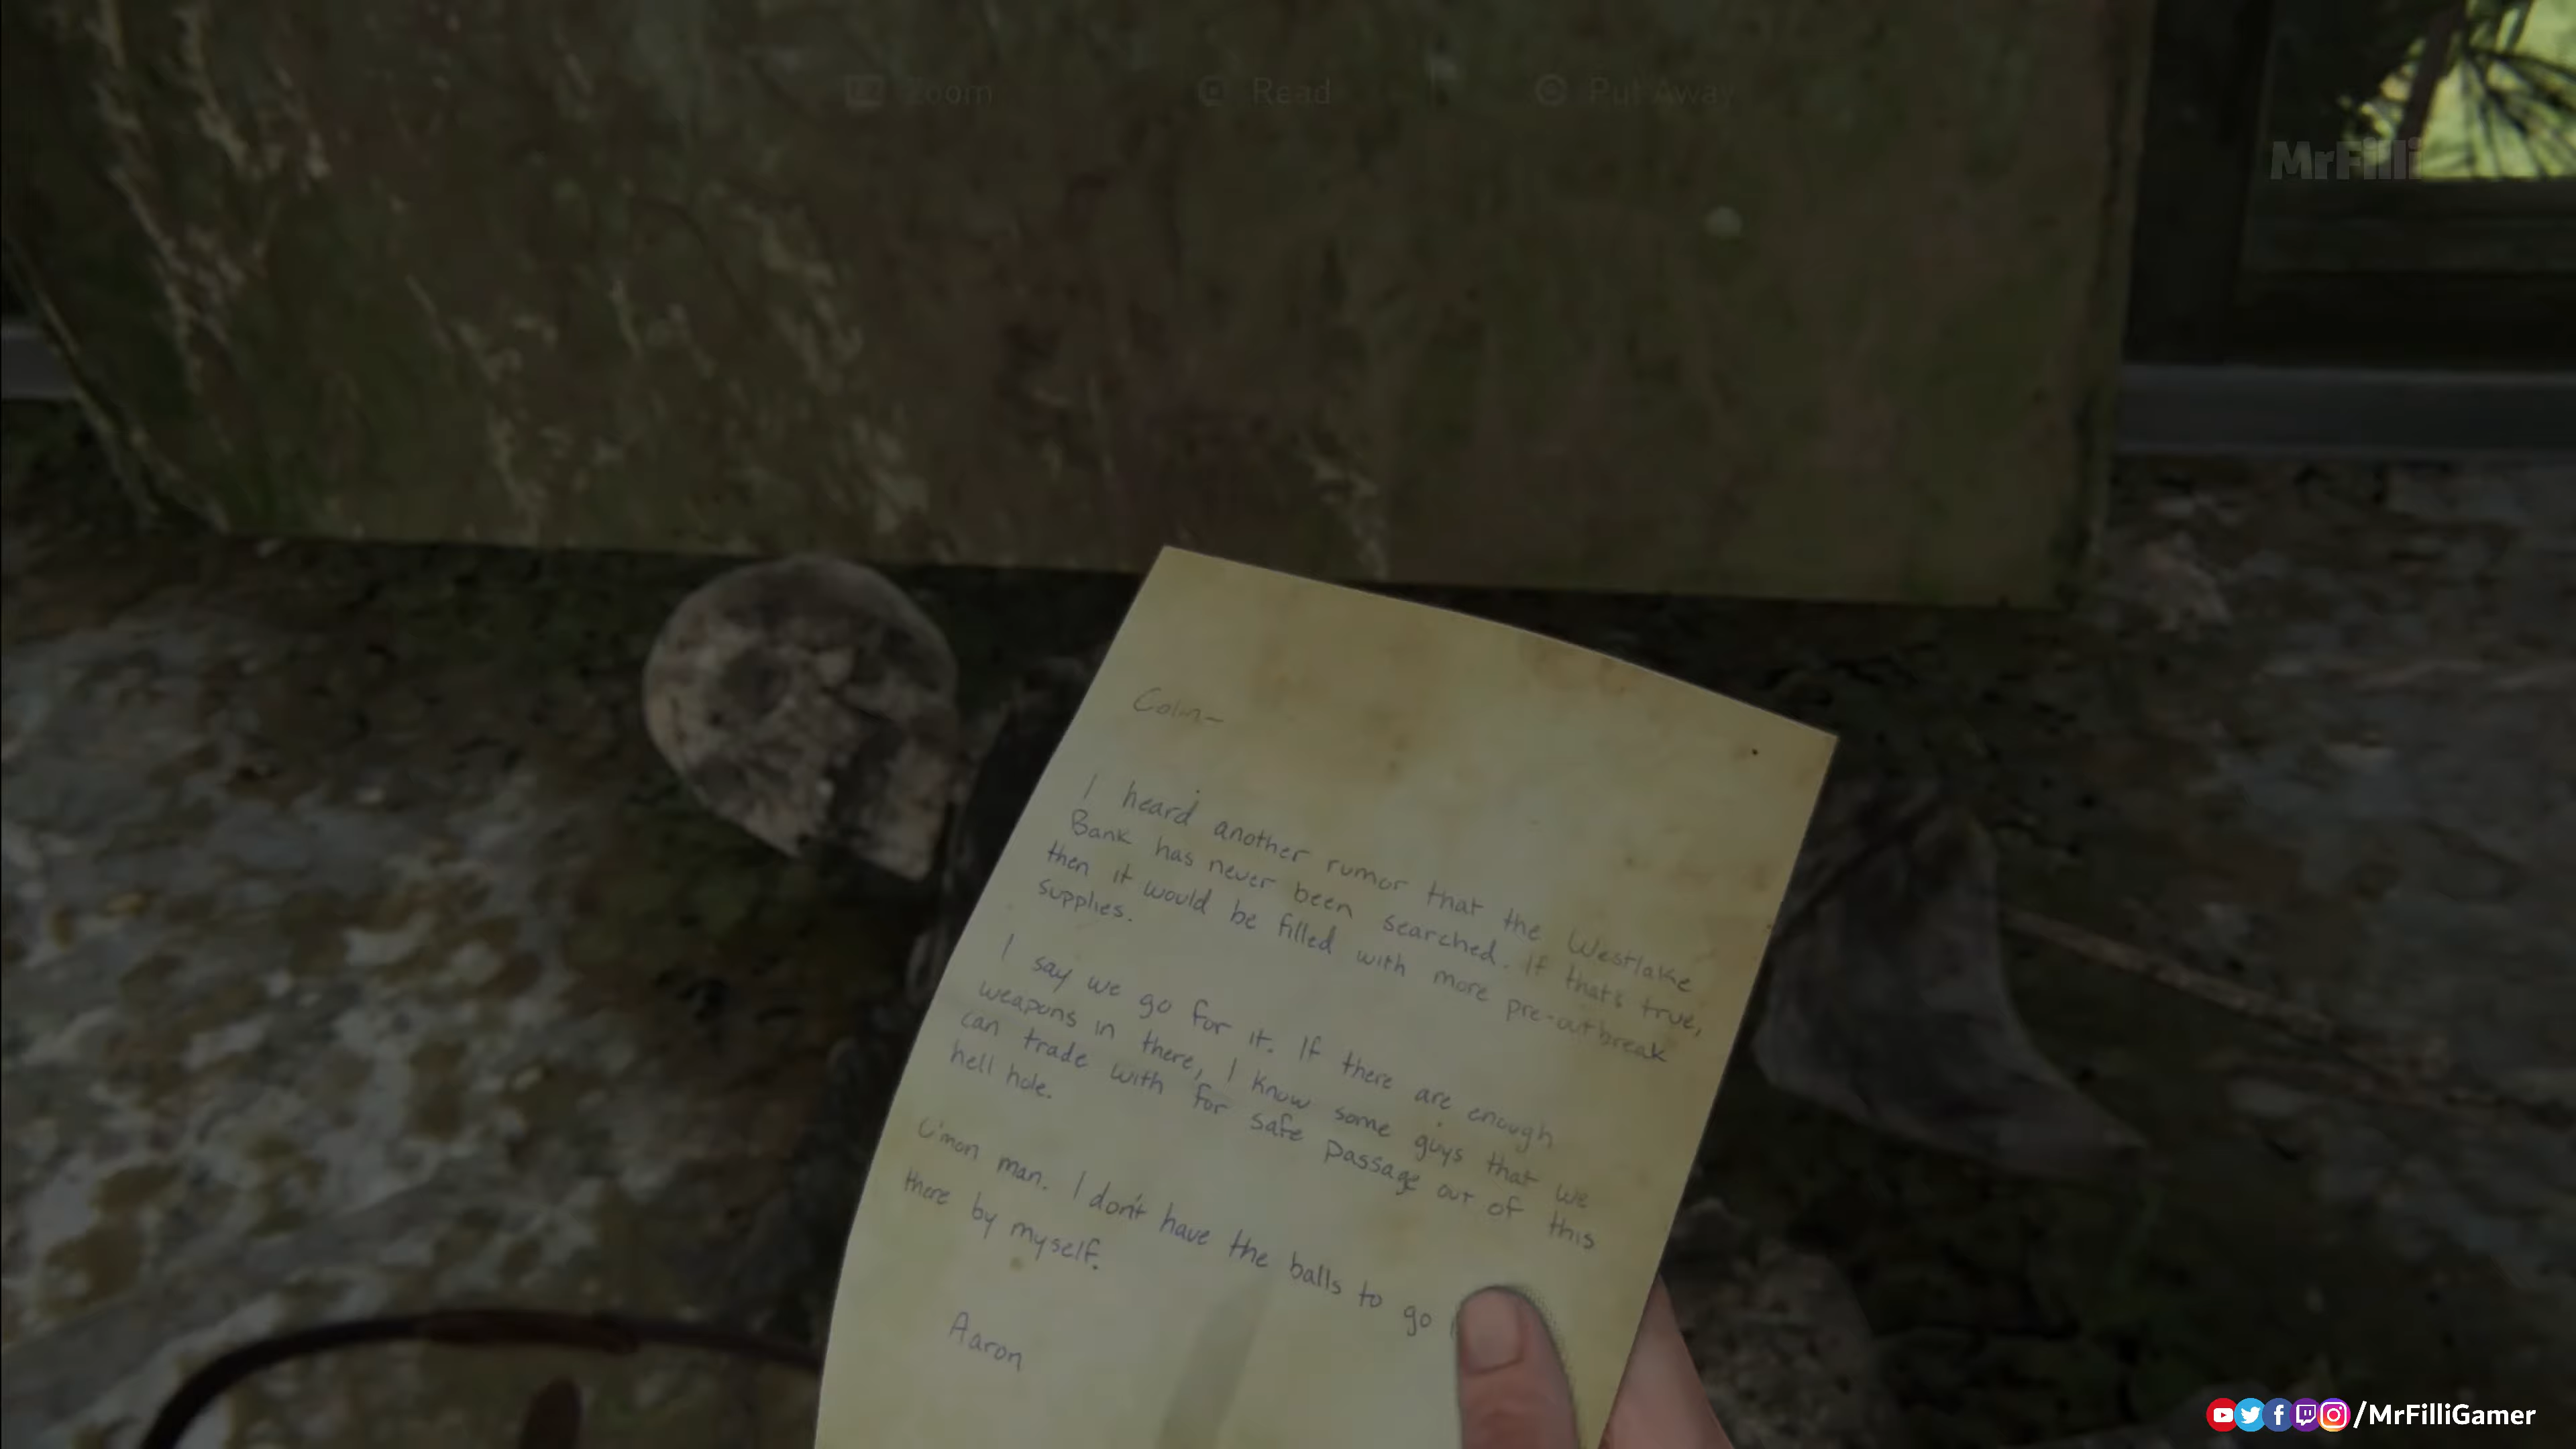 Zoom
Read
Put Away
MrFilli
Colin~
I heard another rumor that the Westlake
Bank has never been searched. If that's true,
then it would be filled with more pre-outbreak
supplies.
I say we go for it. If there are enough
weapons in there, I know some guys that we
can trade with for safe passage out of this
hell hole.
C'mon man. I don't have the balls to go
there by myself.
Aaron
/MrFilliGamer